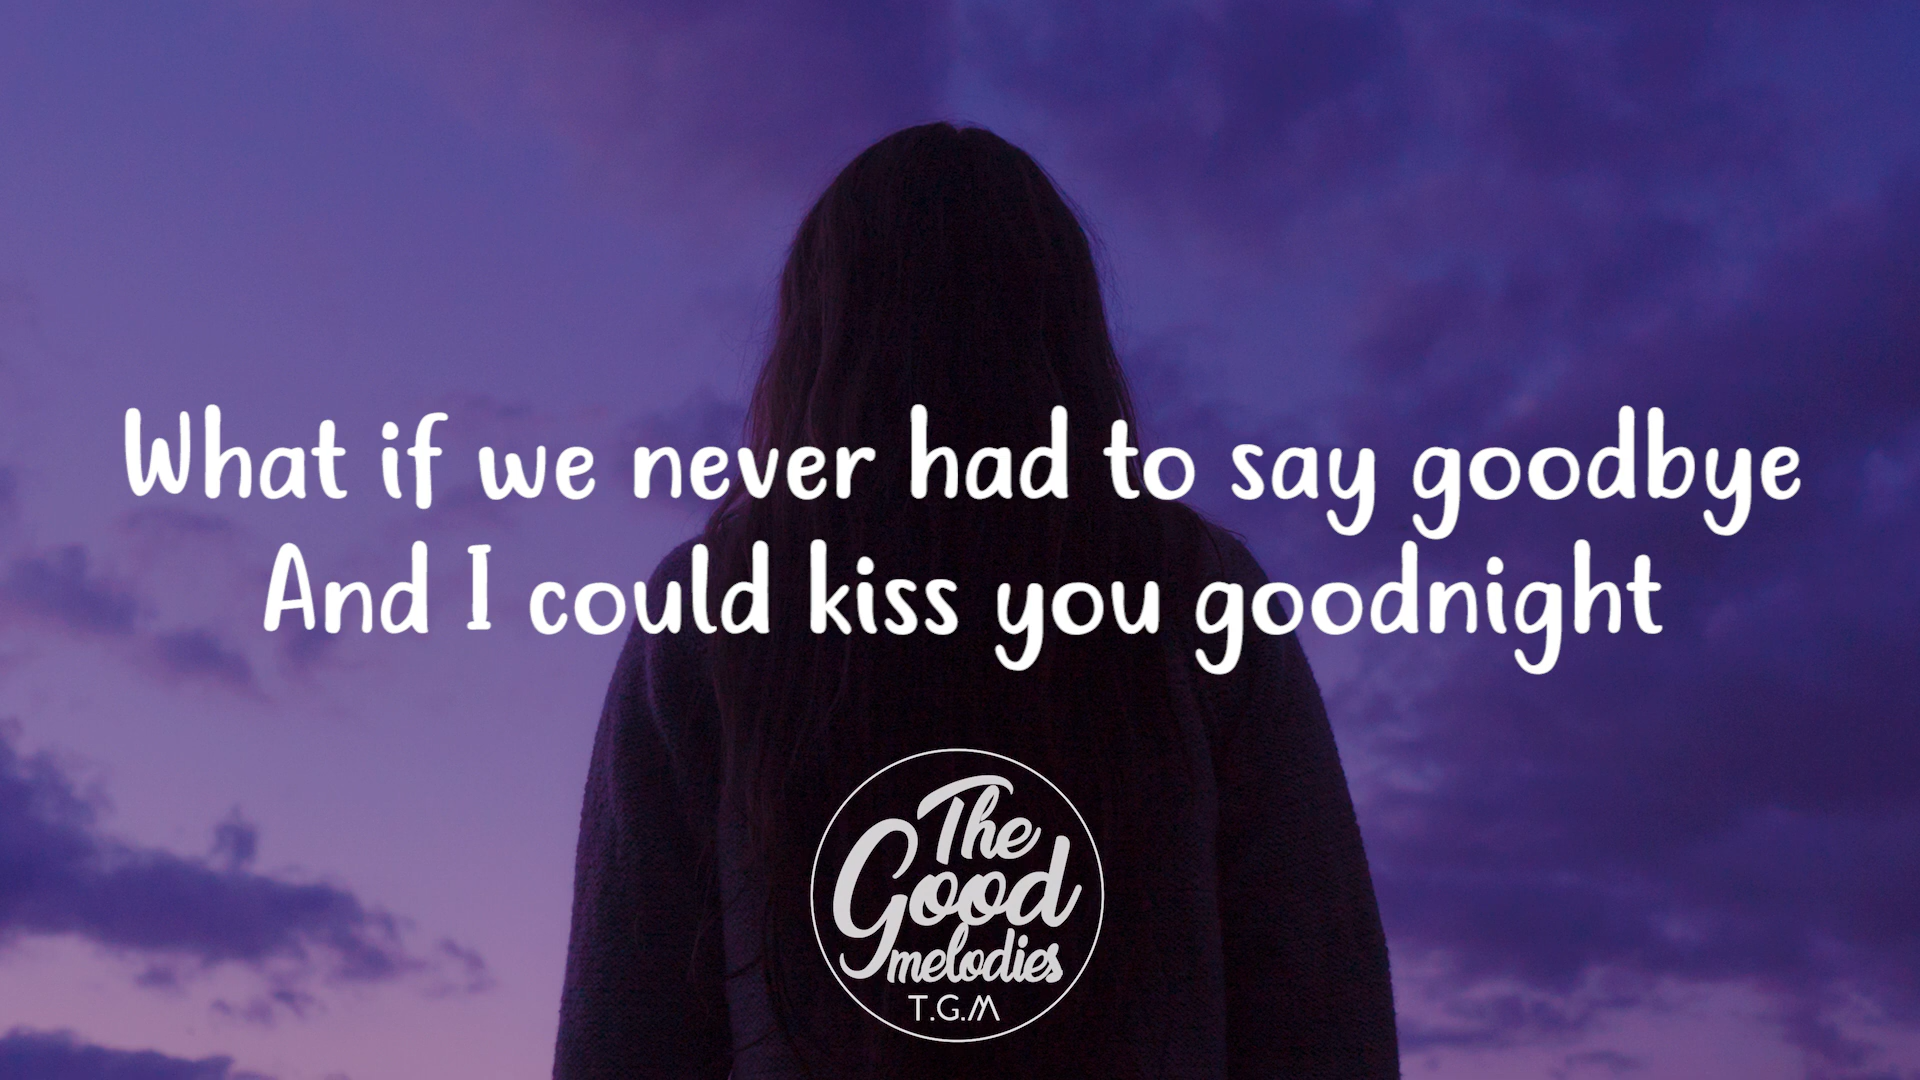 What if we never had to say goodbye
And I could kiss you goodnight
The
Good
melodies
T.G.M